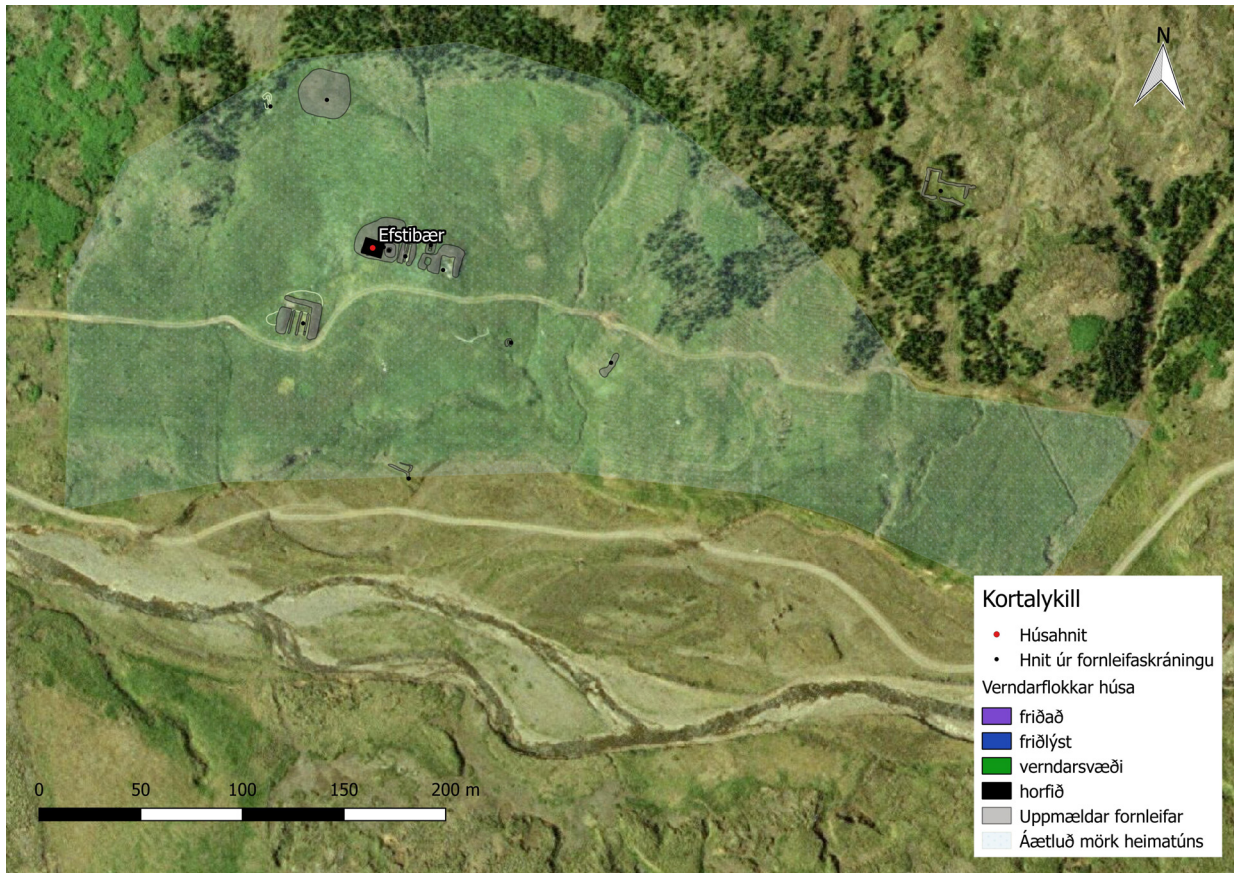 N
Efstibær
Kortalykill
Húsahnit
Hnit úr fornleifaskráningu
Verndarflokkar húsa
friðað
friðlýst
verndarsvæði
horfið
Uppmældar fornleifar
Áætluð mörk heimatúns
0 50 100 150 200 m